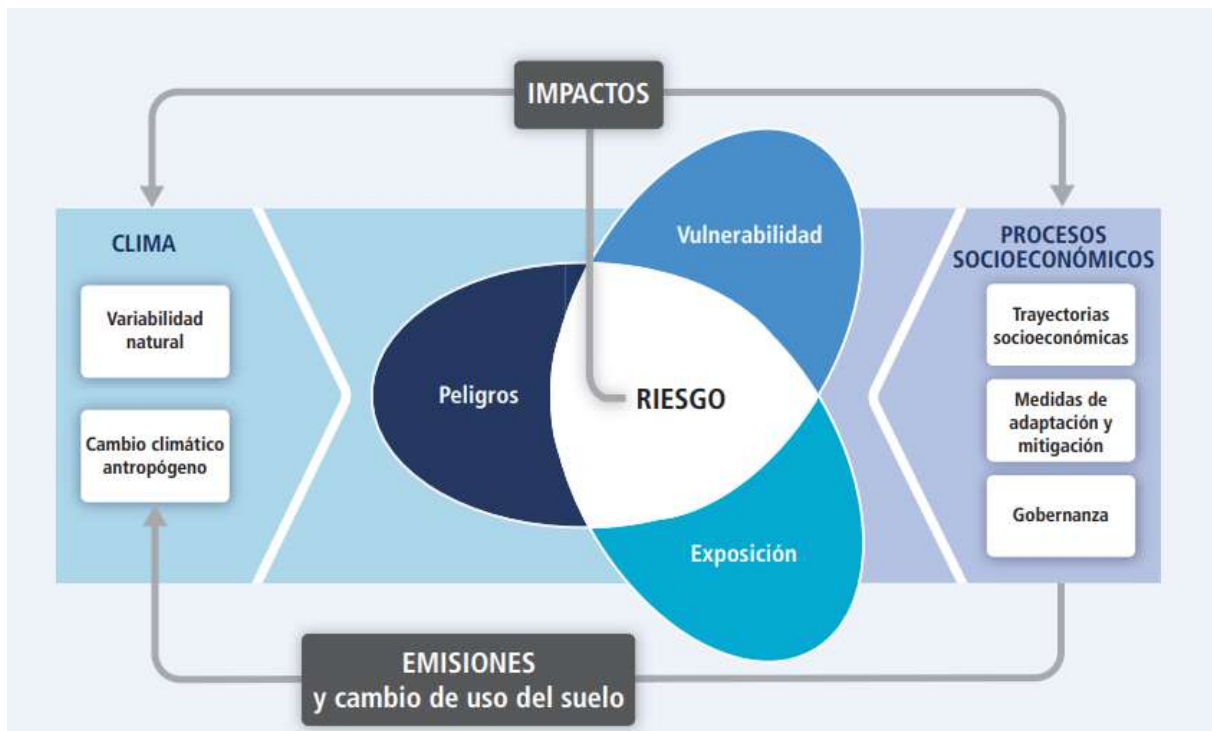 IMPACTOS
CLIMA
Variabilidad
natural
Cambio climático
antropógeno
Peligros
Vulnerabilidad
RIESGO
Exposición
PROCESOS
SOCIOECONÓMICOS
Trayectorias
socioeconómicas
Medidas de
adaptación y
mitigación
Gobernanza
EMISIONES
y cambio de uso del suelo